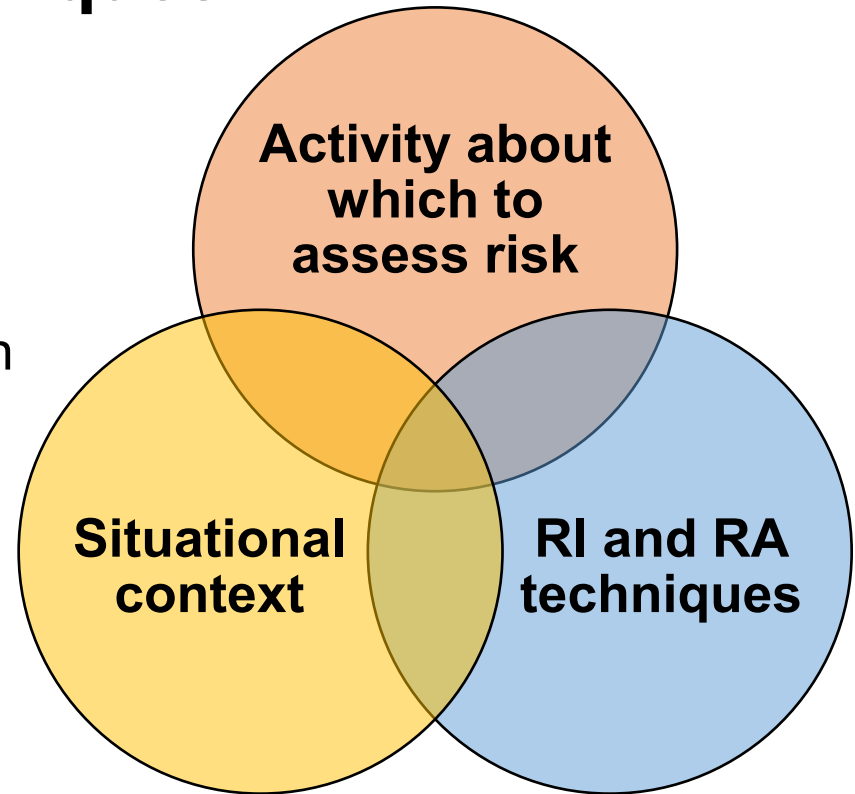 Activity about
which to
assess risk
Situational
context
RI and RA
techniques